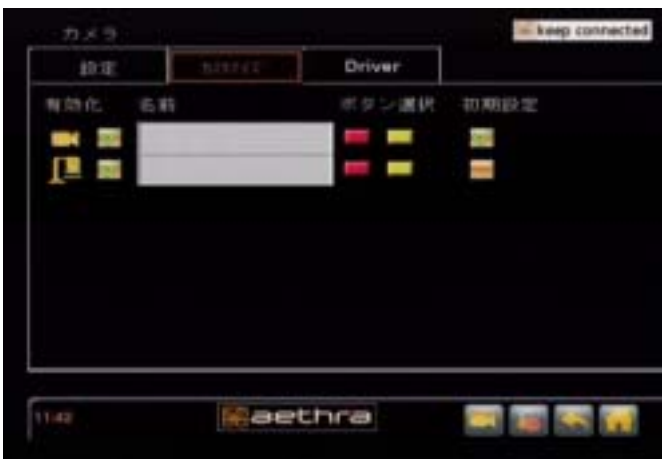 カメラ
keep connected
設定
Driver
有効化 名前 ボタン選択 初期設定
11:42
aethra